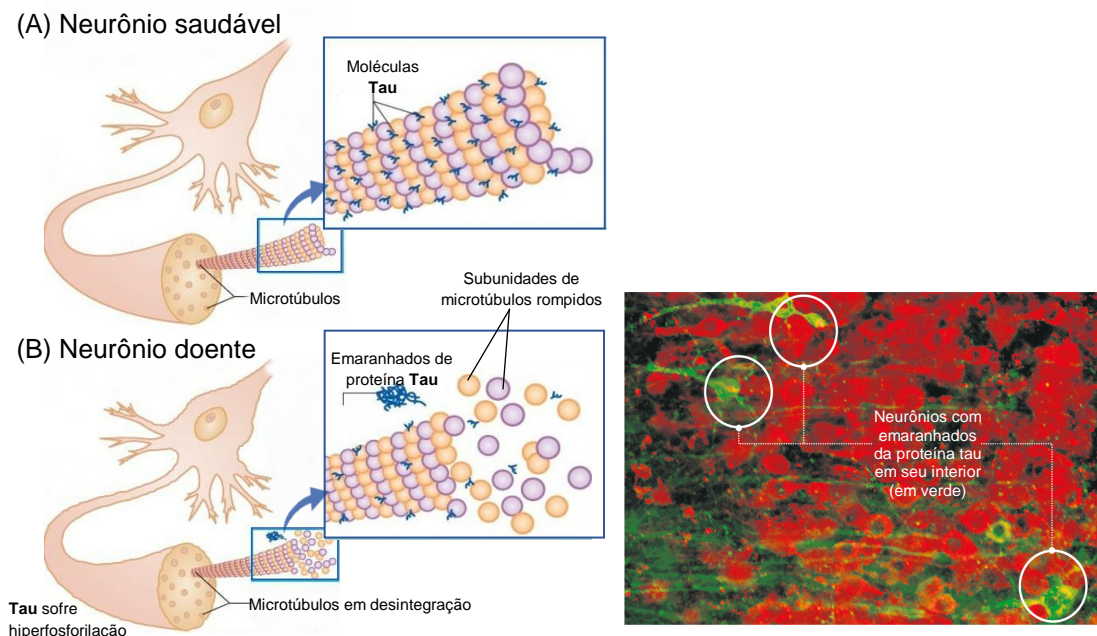 (A) Neurônio saudável
Moléculas
Tau
Microtúbulos
Subunidades de
microtúbulos rompidos
(B) Neurônio doente
Emaranhados de
proteína Tau
Tau sofre
hiperfosforilação
Microtúbulos em desintegração
Neurônios com
emaranhados
da proteína tau
em seu interior
(em verde)